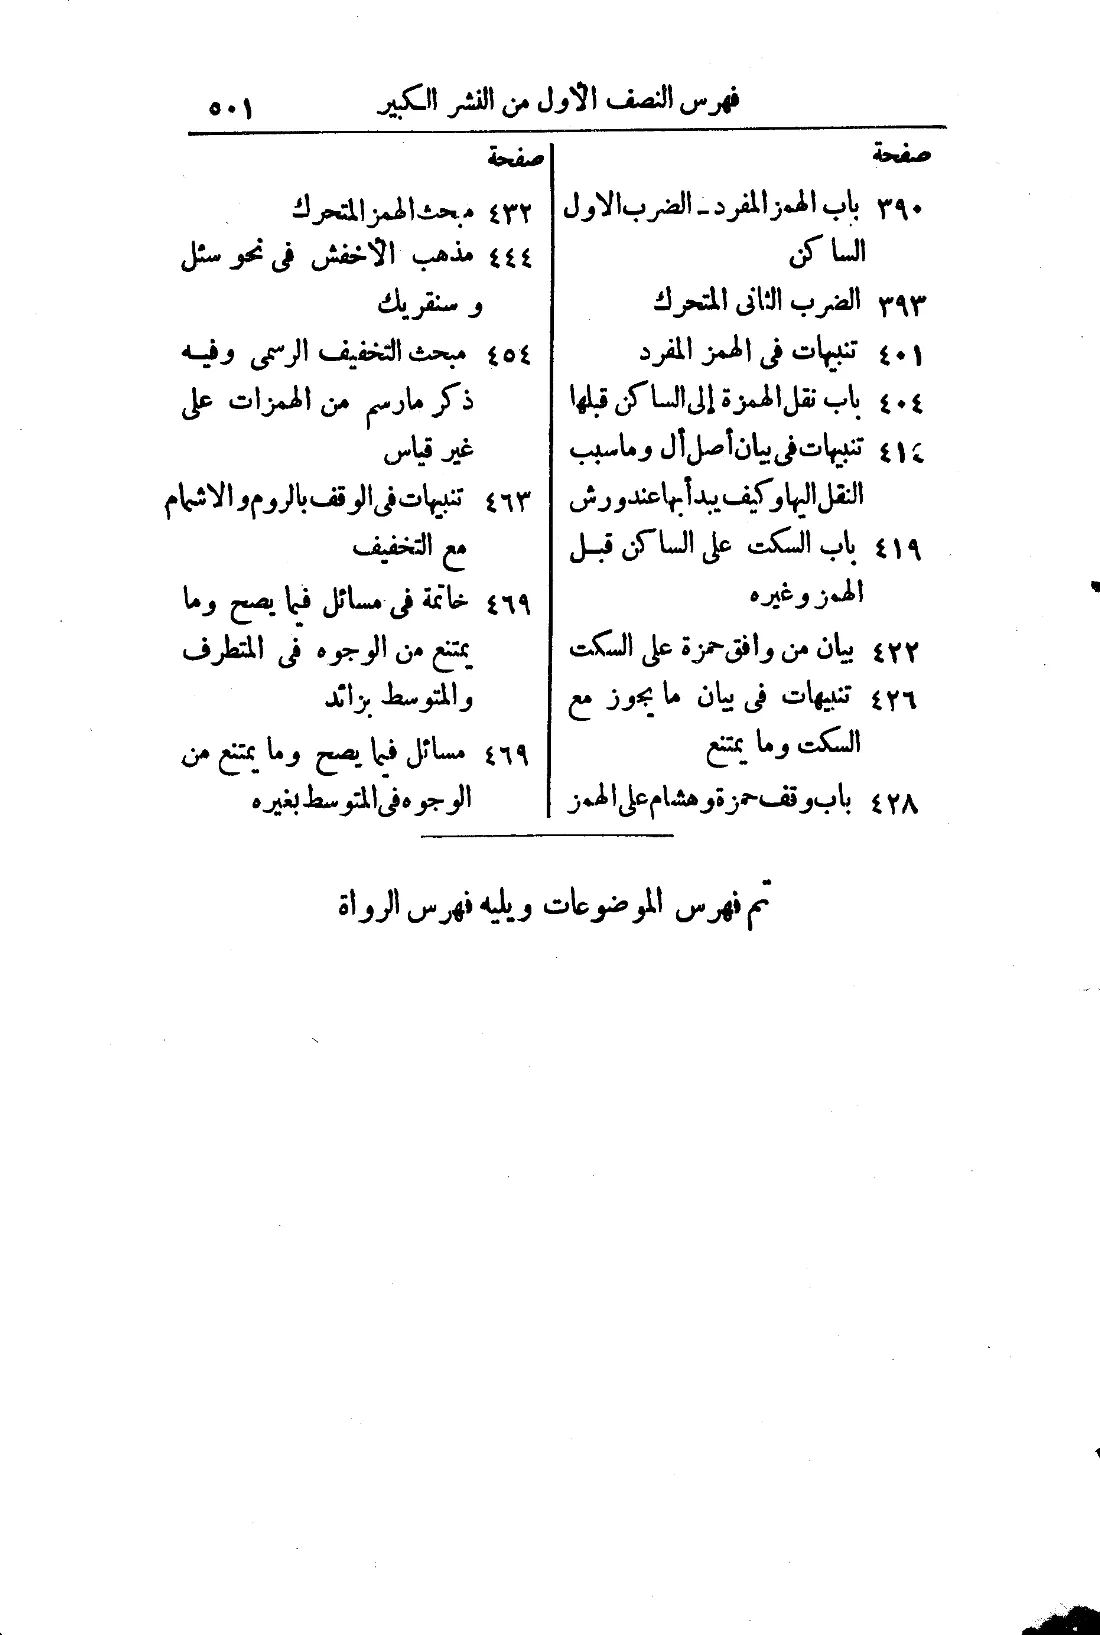 فهرس النصف الأول من النشر الكبير ٥٠١
صفحة
٣٩٠ باب الهمز المفرد - الضرب الاول
الساكن
٣٩٣ الضرب الثانى المتحرك
٤٠١ تنبيهات فى الهمز المفرد
٤٠٤ باب نقل الهمزة إلى الساكن قبلها
٤١٤ تنبيهات فى بيان أصل أل وما سبب
النقل اليها وكيف يبدأ بها عند ورش
٤١٩ باب السكت على الساكن قبل
الهمز وغيره
٤٢٢ بيان من وافق حمزة على السكت
٤٢٦ تنبيهات فى بيان ما يجوز مع
السكت وما يمتنع
٤٢٨ باب وقف حمزة وهشام على الهمز
صفحة
٤٣٢ مبحث الهمز المتحرك
٤٤٤ مذهب الأخفش فى نحو سئل
و سنقريك
٤٥٤ مبحث التخفيف الرسمى وفيه
ذكر مارسم من الهمزات على
غير قياس
٤٦٣ تنبيهات فى الوقف بالروم والاشمام
مع التخفيف
٤٦٩ خاتمة فى مسائل فيما يصح وما
يمتنع من الوجوه فى المتطرف
والمتوسط بزائد
٤٦٩ مسائل فيما يصح وما يمتنع من
الوجوه فى المتوسط بغيره
تم فهرس الموضوعات ويليه فهرس الرواة